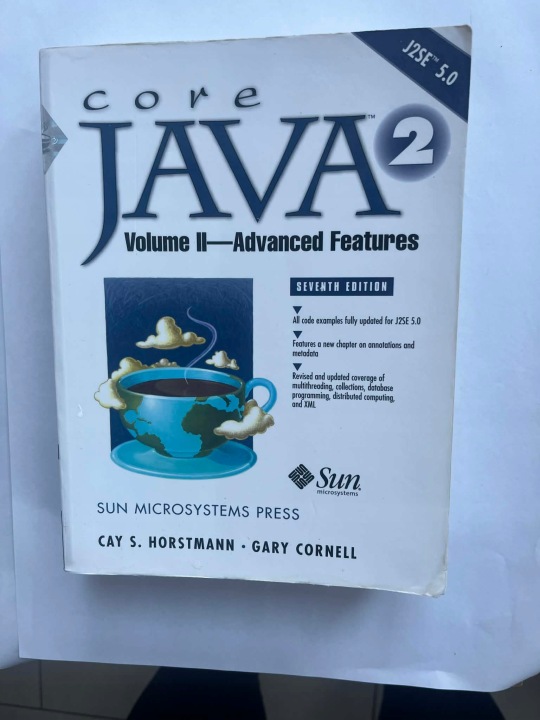 J2SE™ 5.0
core
JAVA™ 2
Volume II—Advanced Features
SEVENTH EDITION
All code examples fully updated for J2SE 5.0
Features a new chapter on annotations and
metadata
Revised and updated coverage of
multithreading, collections, database
programming, distributed computing,
and XML
Sun
microsystems
SUN MICROSYSTEMS PRESS
CAY S. HORSTMANN • GARY CORNELL